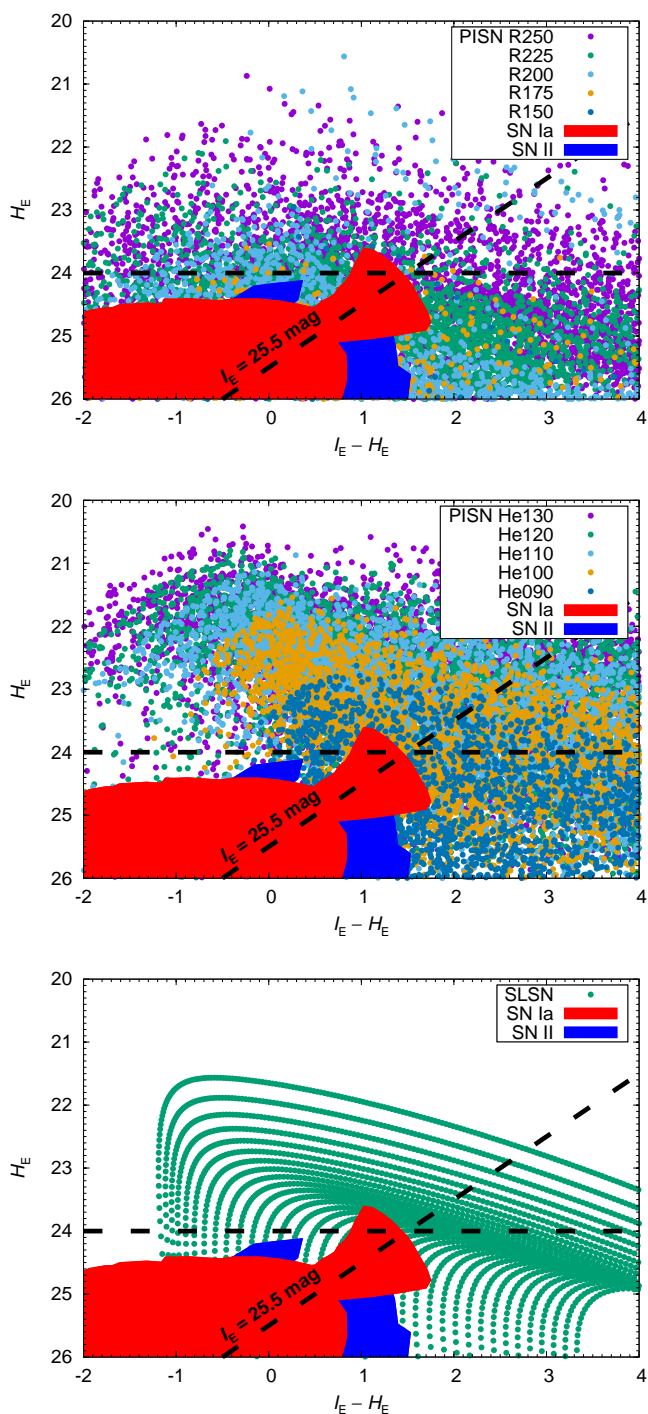 20
21
22
23
24
25
26
H_E
PISN R250
R225
R200
R175
R150
SN Ia
SN II
I_E = 25.5 mag
-2 -1 0 1 2 3 4
I_E – H_E
20
21
22
23
24
25
26
H_E
PISN He130
He120
He110
He100
He090
SN Ia
SN II
I_E = 25.5 mag
-2 -1 0 1 2 3 4
I_E – H_E
20
21
22
23
24
25
26
H_E
SLSN
SN Ia
SN II
I_E = 25.5 mag
-2 -1 0 1 2 3 4
I_E – H_E